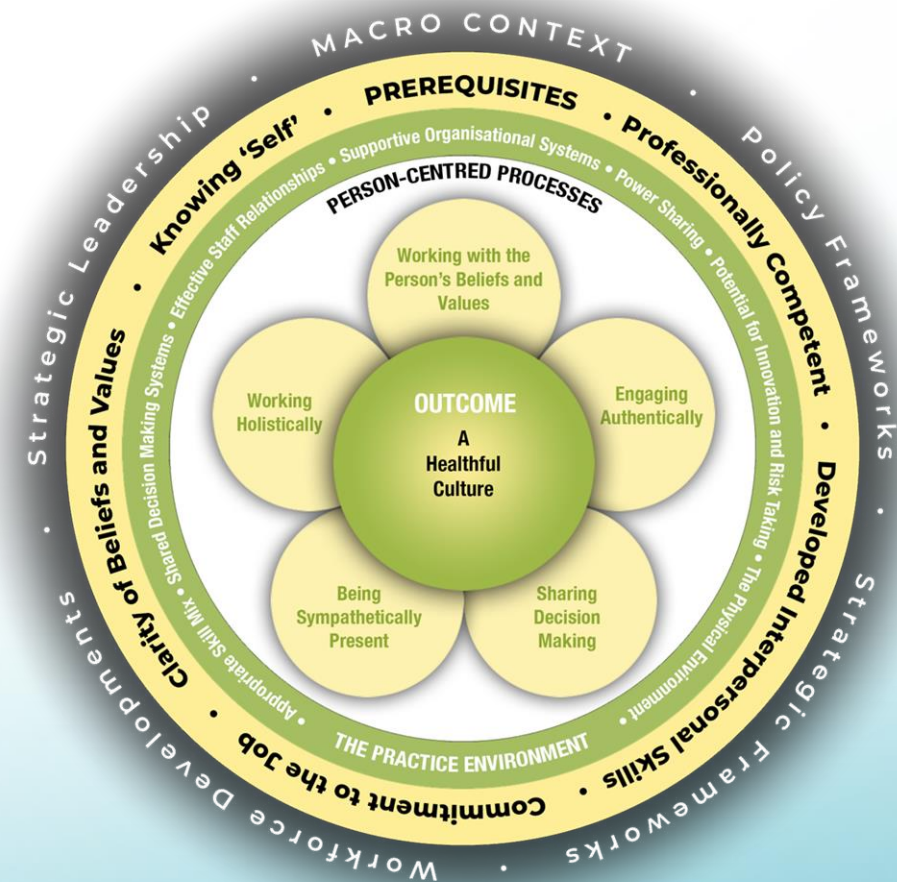 MACRO CONTEXT • Policy Frameworks • Strategic Frameworks • Workforce Developments • Strategic Leadership •
PREREQUISITES • Professionally Competent • Developed Interpersonal Skills • Commitment to the Job • Clarity of Beliefs and Values • Knowing ‘Self’ •
THE PRACTICE ENVIRONMENT
• Appropriate Skill Mix • Shared Decision Making Systems • Effective Staff Relationships • Supportive Organisational Systems • Power Sharing • Potential for Innovation and Risk Taking • The Physical Environment •
PERSON-CENTRED PROCESSES
Working with the
Person’s Beliefs and
Values
Engaging
Authentically
Sharing
Decision
Making
Being
Sympathetically
Present
Working
Holistically
OUTCOME
A
Healthful
Culture